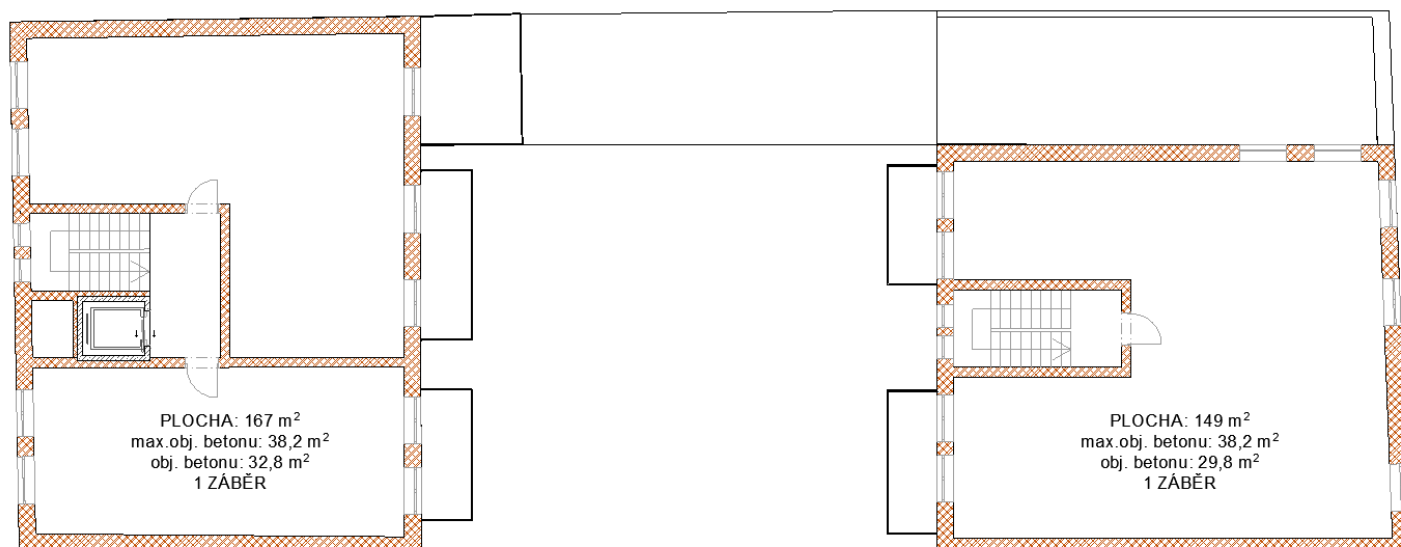 PLOCHA: 167 m²
max.obj. betonu: 38,2 m²
obj. betonu: 32,8 m²
1 ZÁBĚR
PLOCHA: 149 m²
max.obj. betonu: 38,2 m²
obj. betonu: 29,8 m²
1 ZÁBĚR